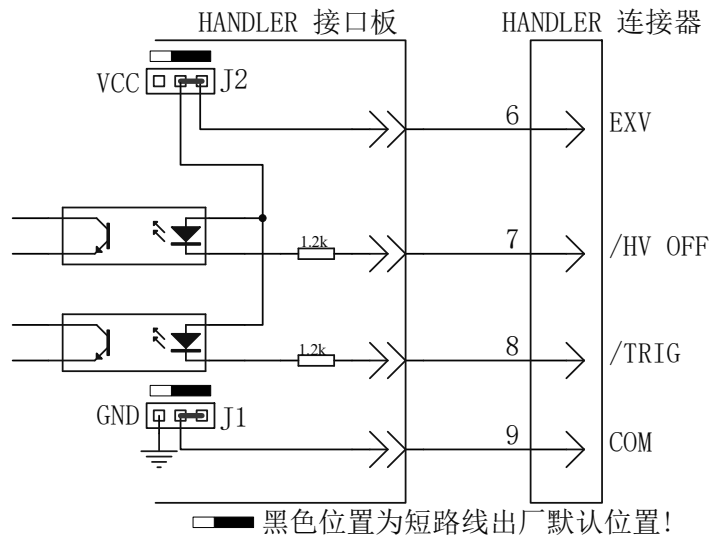 HANDLER 接口板
HANDLER 连接器
VCC
J2
6
EXV
1.2k
7
/HV OFF
1.2k
8
/TRIG
GND
J1
9
COM
黑色位置为短路线出厂默认位置!